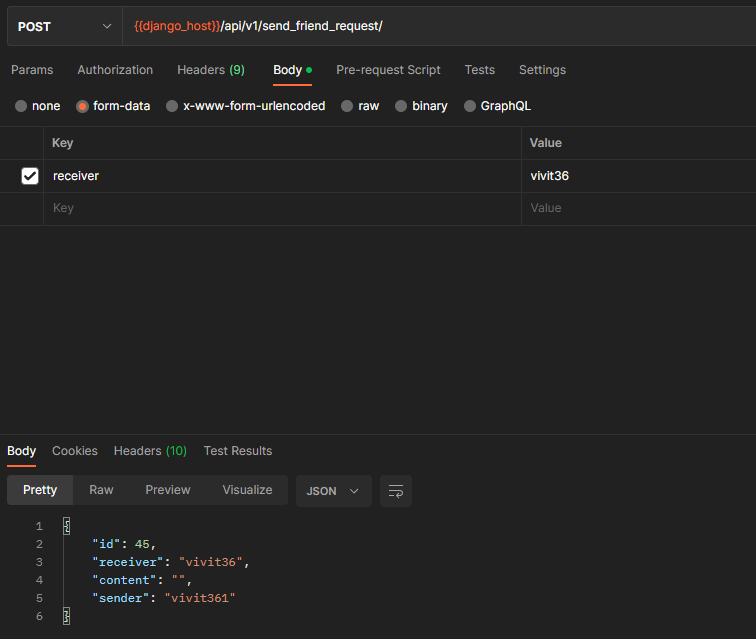 POST {{django_host}}/api/v1/send_friend_request/
Params Authorization Headers (9) Body Pre-request Script Tests Settings
none form-data x-www-form-urlencoded raw binary GraphQL
Key Value
receiver vivit36
Key Value
Body Cookies Headers (10) Test Results
Pretty Raw Preview Visualize JSON
1 {
2 "id": 45,
3 "receiver": "vivit36",
4 "content": "",
5 "sender": "vivit361"
6 }